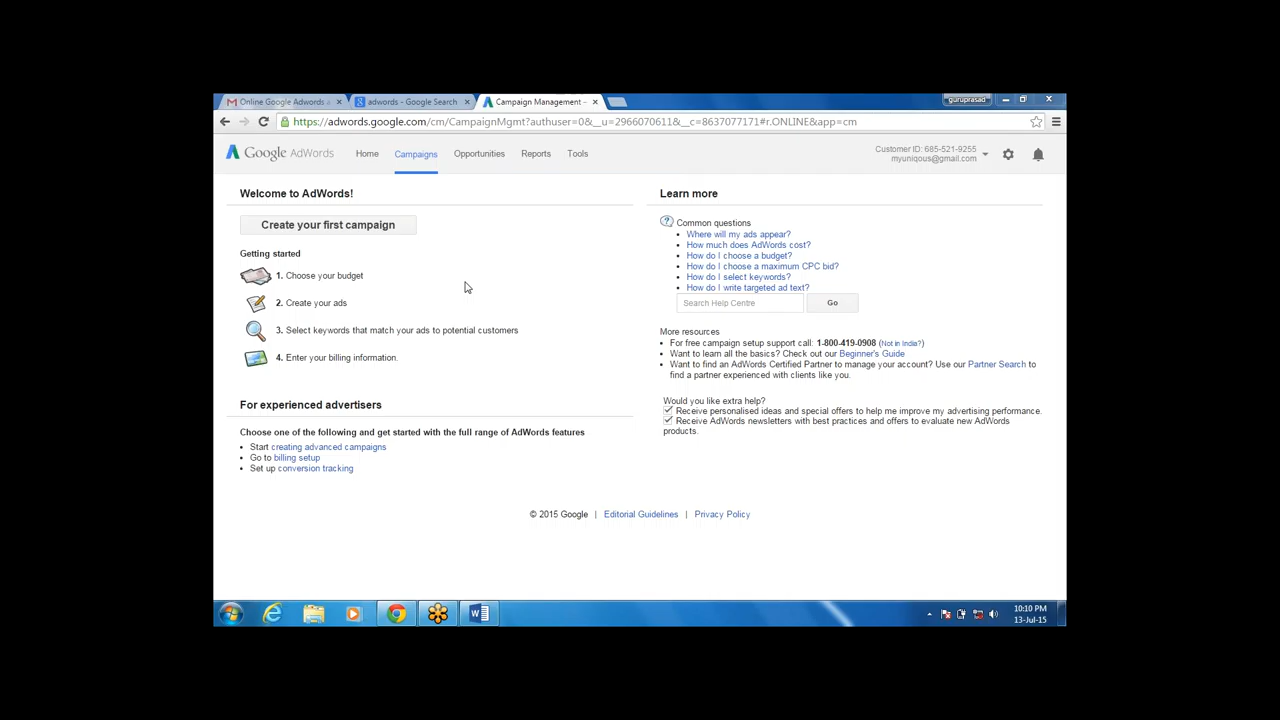 Online Google Adwords a
adwords - Google Search
Campaign Management -
guruprasad
https://adwords.google.com/cm/CampaignMgmt?authuser=0&__u=2966070611&__c=8637077171#r.ONLINE&app=cm
Google AdWords
Home
Campaigns
Opportunities
Reports
Tools
Customer ID: 685-521-9255
myuniqous@gmail.com
Welcome to AdWords!
Create your first campaign
Getting started
1. Choose your budget
2. Create your ads
3. Select keywords that match your ads to potential customers
4. Enter your billing information.
For experienced advertisers
Choose one of the following and get started with the full range of AdWords features
• Start creating advanced campaigns
• Go to billing setup
• Set up conversion tracking
Learn more
Common questions
• Where will my ads appear?
• How much does AdWords cost?
• How do I choose a budget?
• How do I choose a maximum CPC bid?
• How do I select keywords?
• How do I write targeted ad text?
Search Help Centre
Go
More resources
• For free campaign setup support call: 1-800-419-0908 (Not in India?)
• Want to learn all the basics? Check out our Beginner's Guide
• Want to find an AdWords Certified Partner to manage your account? Use our Partner Search to
find a partner experienced with clients like you.
Would you like extra help?
Receive personalised ideas and special offers to help me improve my advertising performance.
Receive AdWords newsletters with best practices and offers to evaluate new AdWords
products.
© 2015 Google | Editorial Guidelines | Privacy Policy
10:10 PM
13-Jul-15